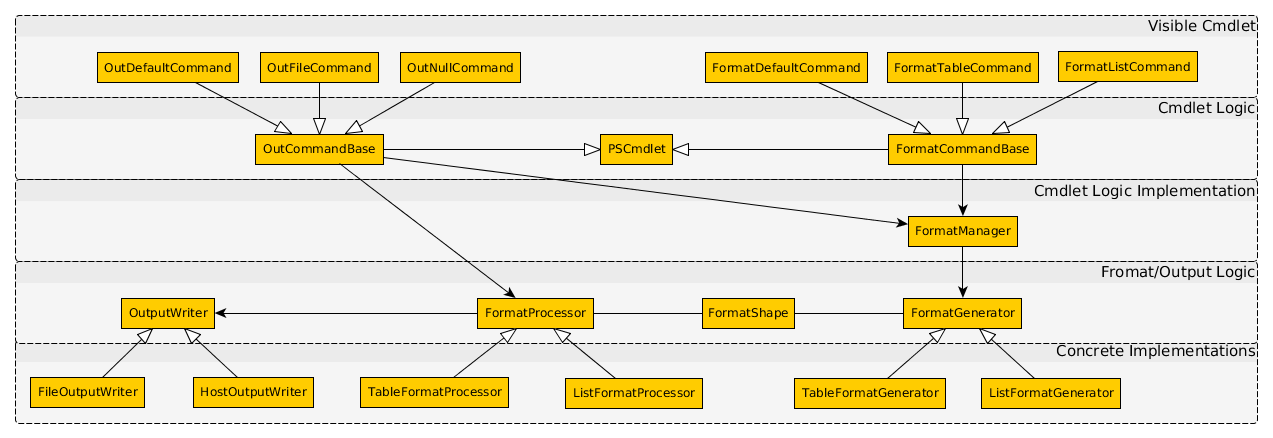 Visible Cmdlet
OutDefaultCommand
OutFileCommand
OutNullCommand
FormatDefaultCommand
FormatTableCommand
FormatListCommand
Cmdlet Logic
OutCommandBase
PSCmdlet
FormatCommandBase
Cmdlet Logic Implementation
FormatManager
Fromat/Output Logic
OutputWriter
FormatProcessor
FormatShape
FormatGenerator
Concrete Implementations
FileOutputWriter
HostOutputWriter
TableFormatProcessor
ListFormatProcessor
TableFormatGenerator
ListFormatGenerator